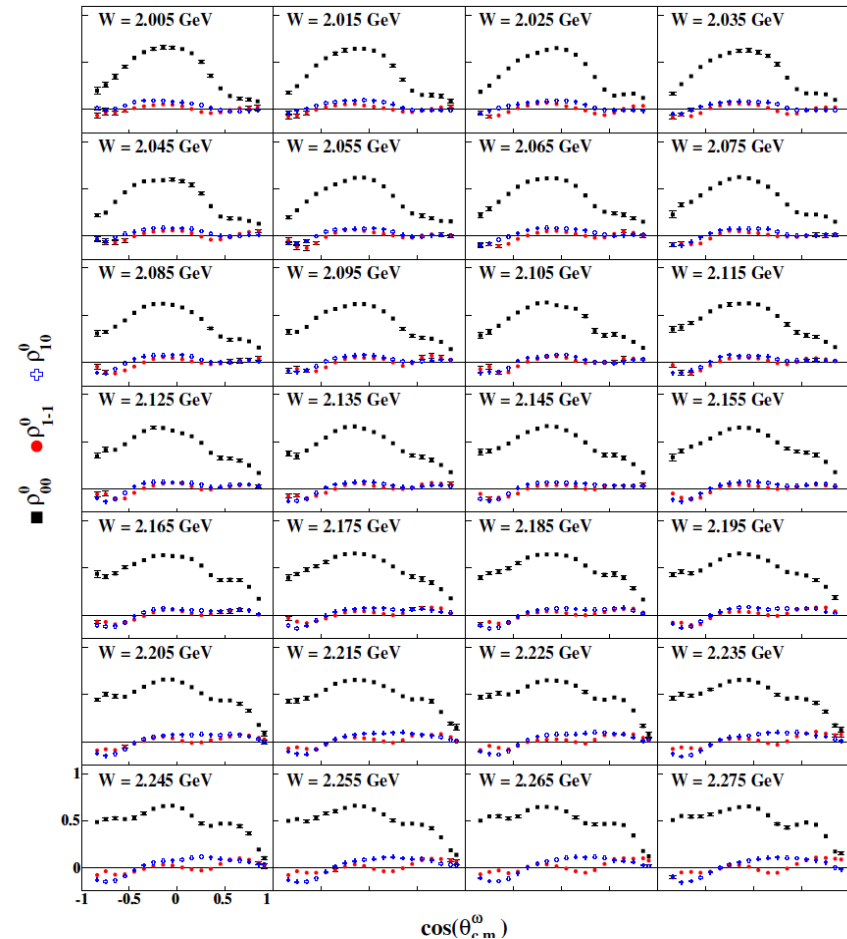 W = 2.005 GeV W = 2.015 GeV W = 2.025 GeV W = 2.035 GeV
W = 2.045 GeV W = 2.055 GeV W = 2.065 GeV W = 2.075 GeV
W = 2.085 GeV W = 2.095 GeV W = 2.105 GeV W = 2.115 GeV
W = 2.125 GeV W = 2.135 GeV W = 2.145 GeV W = 2.155 GeV
W = 2.165 GeV W = 2.175 GeV W = 2.185 GeV W = 2.195 GeV
W = 2.205 GeV W = 2.215 GeV W = 2.225 GeV W = 2.235 GeV
W = 2.245 GeV W = 2.255 GeV W = 2.265 GeV W = 2.275 GeV
ρ⁰₀₀ ρ⁰₁₋₁ ρ⁰₁₀
1
0.5
0
-1 -0.5 0 0.5 1
cos(θ^ω_c.m.)